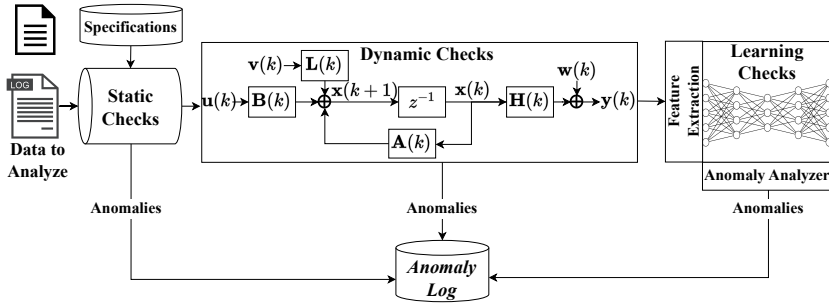 Specifications
LOG
Data to
Analyze
Static
Checks
Dynamic Checks
v(k)
L(k)
u(k)
B(k)
x(k + 1)
z⁻¹
x(k)
H(k)
w(k)
y(k)
A(k)
Feature
Extraction
Learning
Checks
Anomaly Analyzer
Anomalies
Anomalies
Anomalies
Anomaly
Log